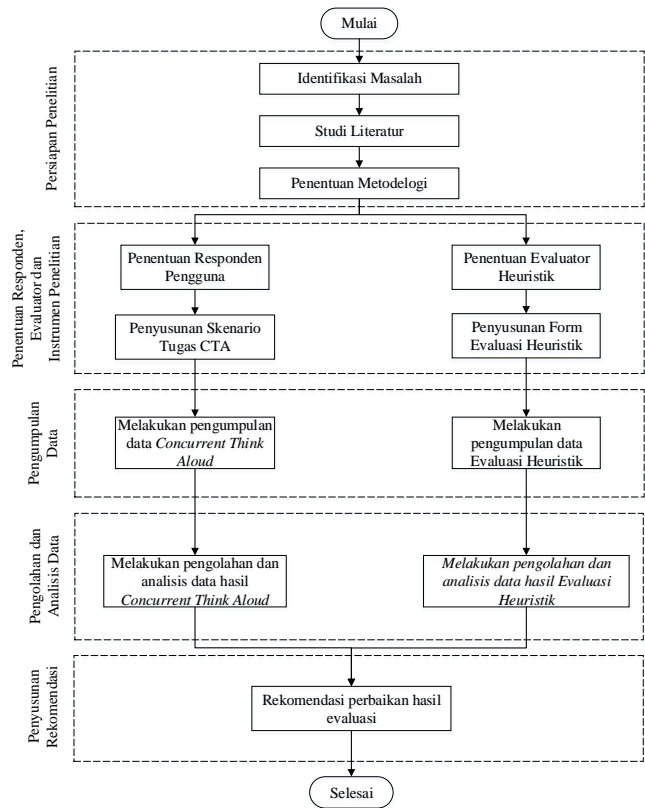 Mulai
Persiapan Penelitian
Identifikasi Masalah
Studi Literatur
Penentuan Metodelogi
Penentuan Responden,
Evaluator dan
Instrumen Penelitian
Penentuan Responden
Pengguna
Penentuan Evaluator
Heuristik
Penyusunan Skenario
Tugas CTA
Penyusunan Form
Evaluasi Heuristik
Pengumpulan
Data
Melakukan pengumpulan
data Concurrent Think
Aloud
Melakukan
pengumpulan data
Evaluasi Heuristik
Pengolahan dan
Analisis Data
Melakukan pengolahan dan
analisis data hasil
Concurrent Think Aloud
Melakukan pengolahan dan
analisis data hasil Evaluasi
Heuristik
Penyusunan
Rekomendasi
Rekomendasi perbaikan hasil
evaluasi
Selesai